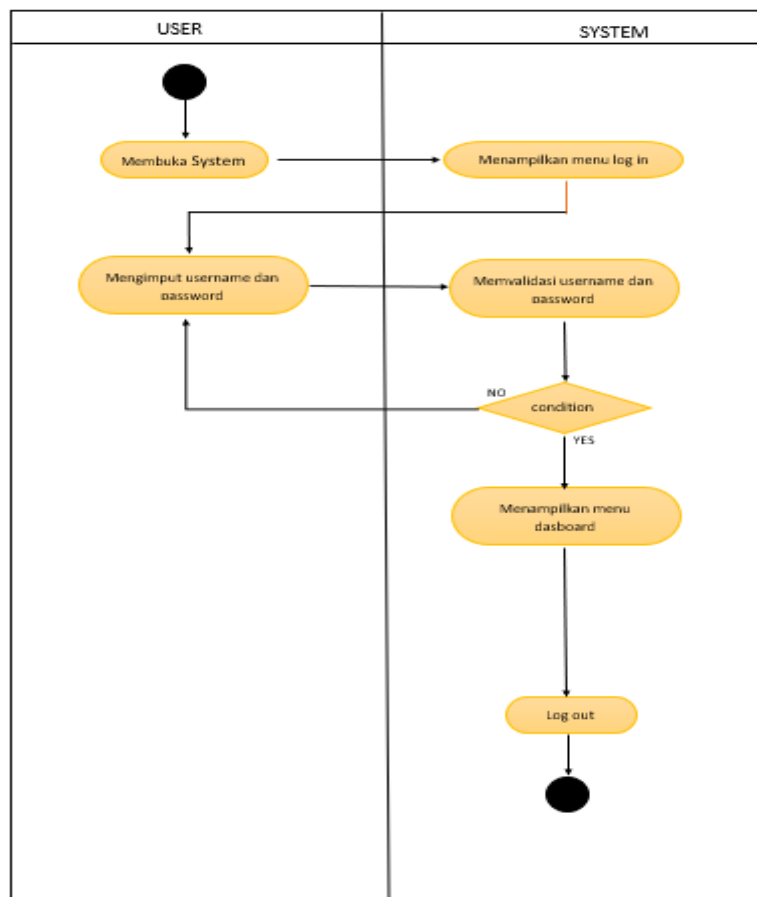 USER
SYSTEM
Membuka System
Menampilkan menu log in
Mengimput username dan
password
Memvalidasi username dan
password
NO
condition
YES
Menampilkan menu
dasboard
Log out